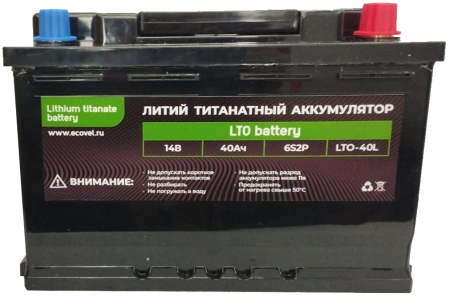 Lithium titanate
battery
www.ecovel.ru
ЛИТИЙ ТИТАНАТНЫЙ АККУМУЛЯТОР
LTO battery
14В 40Ач 6S2P LTO-40L
ВНИМАНИЕ:
- Не допускать короткое
замыкание контактов
- Не разбирать
- Не погружать в воду
- Не допускать разряд
аккумулятора ниже 11в
- Предохранять
от нагрева свыше 50°С